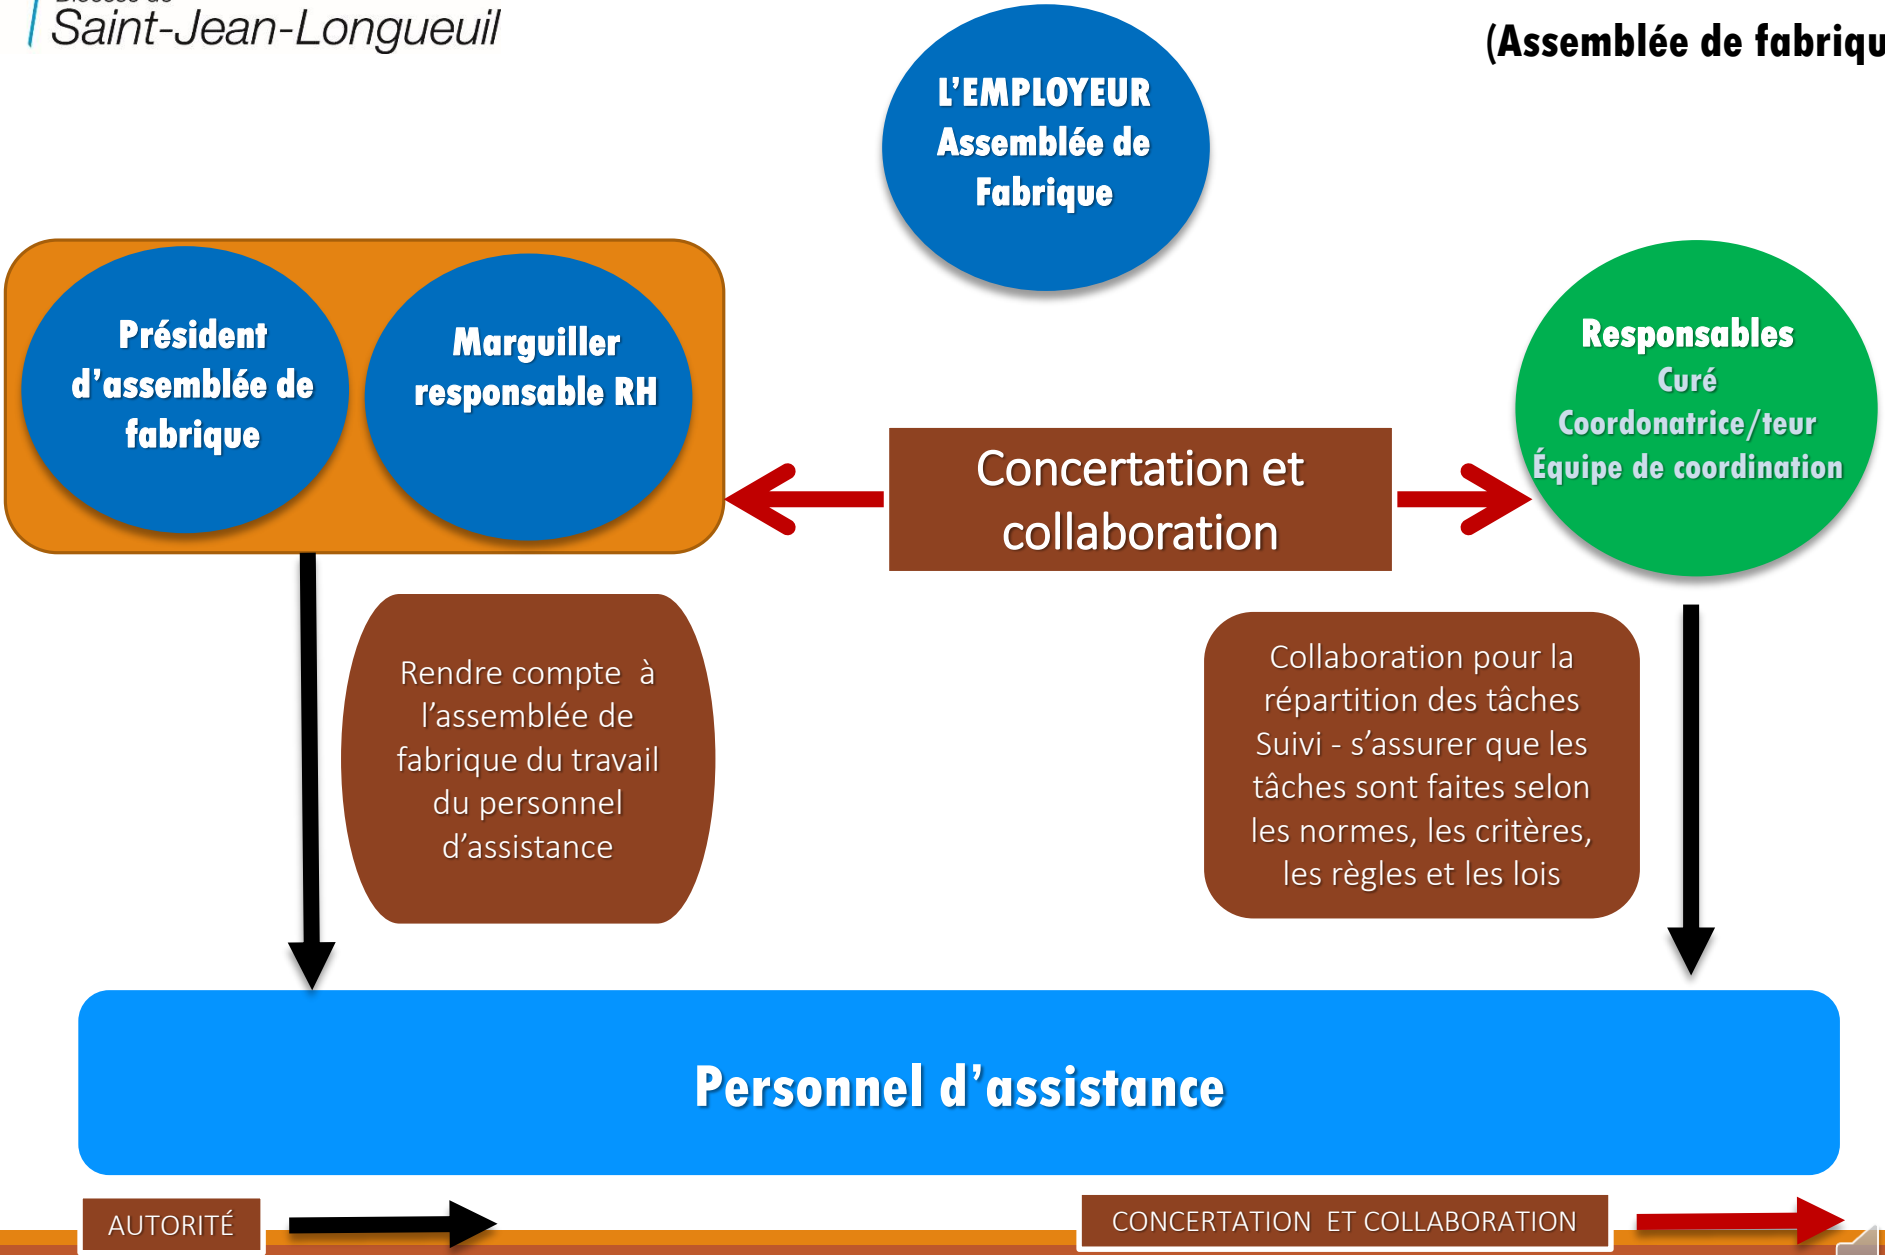 Diocèse de
Saint-Jean-Longueuil
(Assemblée de fabriqu
L’EMPLOYEUR
Assemblée de
Fabrique
Président
d’assemblée de
fabrique
Marguiller
responsable RH
Responsables
Curé
Coordonatrice/teur
Équipe de coordination
Concertation et
collaboration
Rendre compte  à
l’assemblée de
fabrique du travail
du personnel
d’assistance
Collaboration pour la
répartition des tâches
Suivi - s’assurer que les
tâches sont faites selon
les normes, les critères,
les règles et les lois
Personnel d’assistance
AUTORITÉ
CONCERTATION  ET COLLABORATION